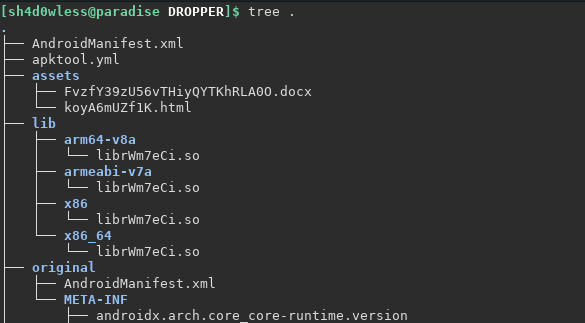 [sh4d0wless@paradise DROPPER]$ tree .
.
├── AndroidManifest.xml
├── apktool.yml
├── assets
│   ├── FvzfY39zU56vTHiyQYTKhRLA0O.docx
│   └── koyA6mUZf1K.html
├── lib
│   ├── arm64-v8a
│   │   └── librWm7eCi.so
│   ├── armeabi-v7a
│   │   └── librWm7eCi.so
│   ├── x86
│   │   └── librWm7eCi.so
│   └── x86_64
│       └── librWm7eCi.so
├── original
│   ├── AndroidManifest.xml
│   └── META-INF
│       ├── androidx.arch.core_core-runtime.version